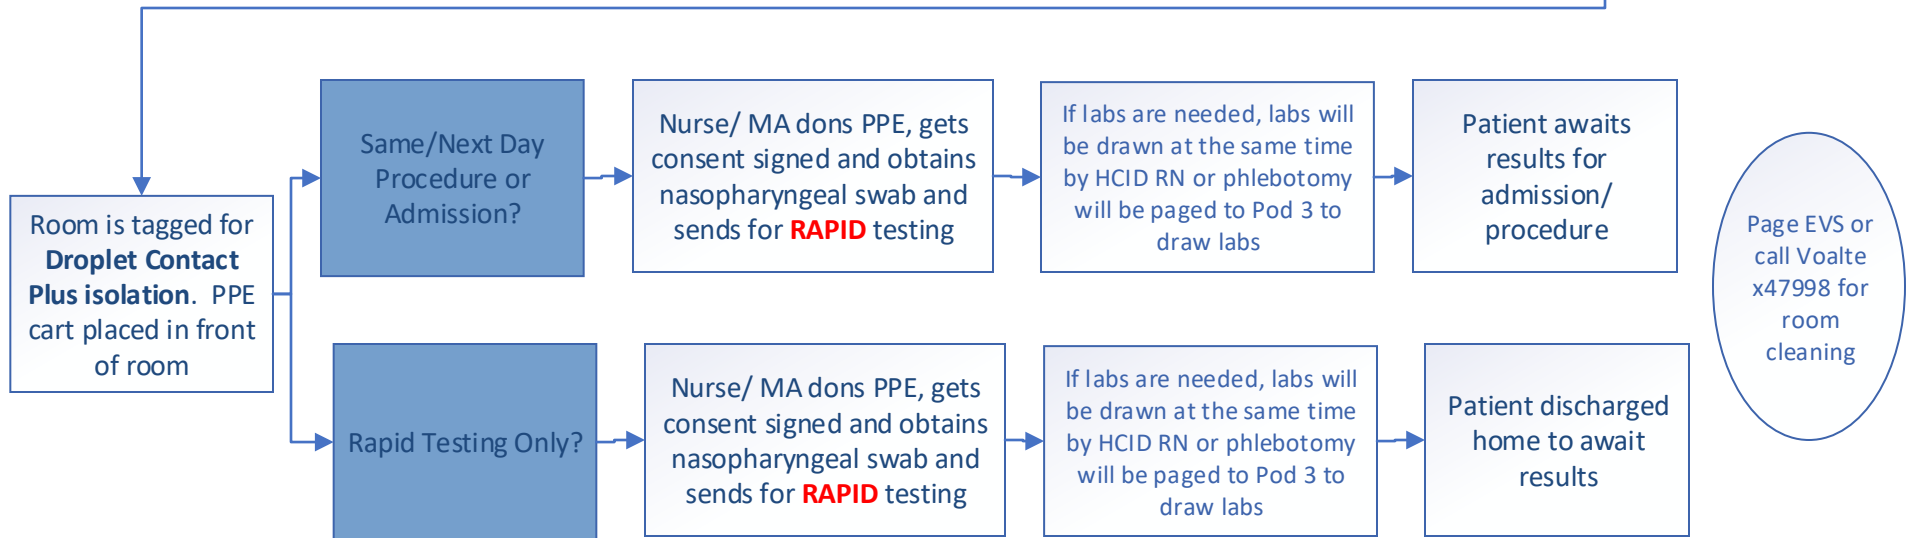 Room is tagged for
Droplet Contact
Plus isolation. PPE
cart placed in front
of room
Same/Next Day
Procedure or
Admission?
Nurse/ MA dons PPE, gets
consent signed and obtains
nasopharyngeal swab and
sends for RAPID testing
If labs are needed, labs will
be drawn at the same time
by HCID RN or phlebotomy
will be paged to Pod 3 to
draw labs
Patient awaits
results for
admission/
procedure
Rapid Testing Only?
Nurse/ MA dons PPE, gets
consent signed and obtains
nasopharyngeal swab and
sends for RAPID testing
If labs are needed, labs will
be drawn at the same time
by HCID RN or phlebotomy
will be paged to Pod 3 to
draw labs
Patient discharged
home to await
results
Page EVS or
call Voalte
x47998 for
room
cleaning